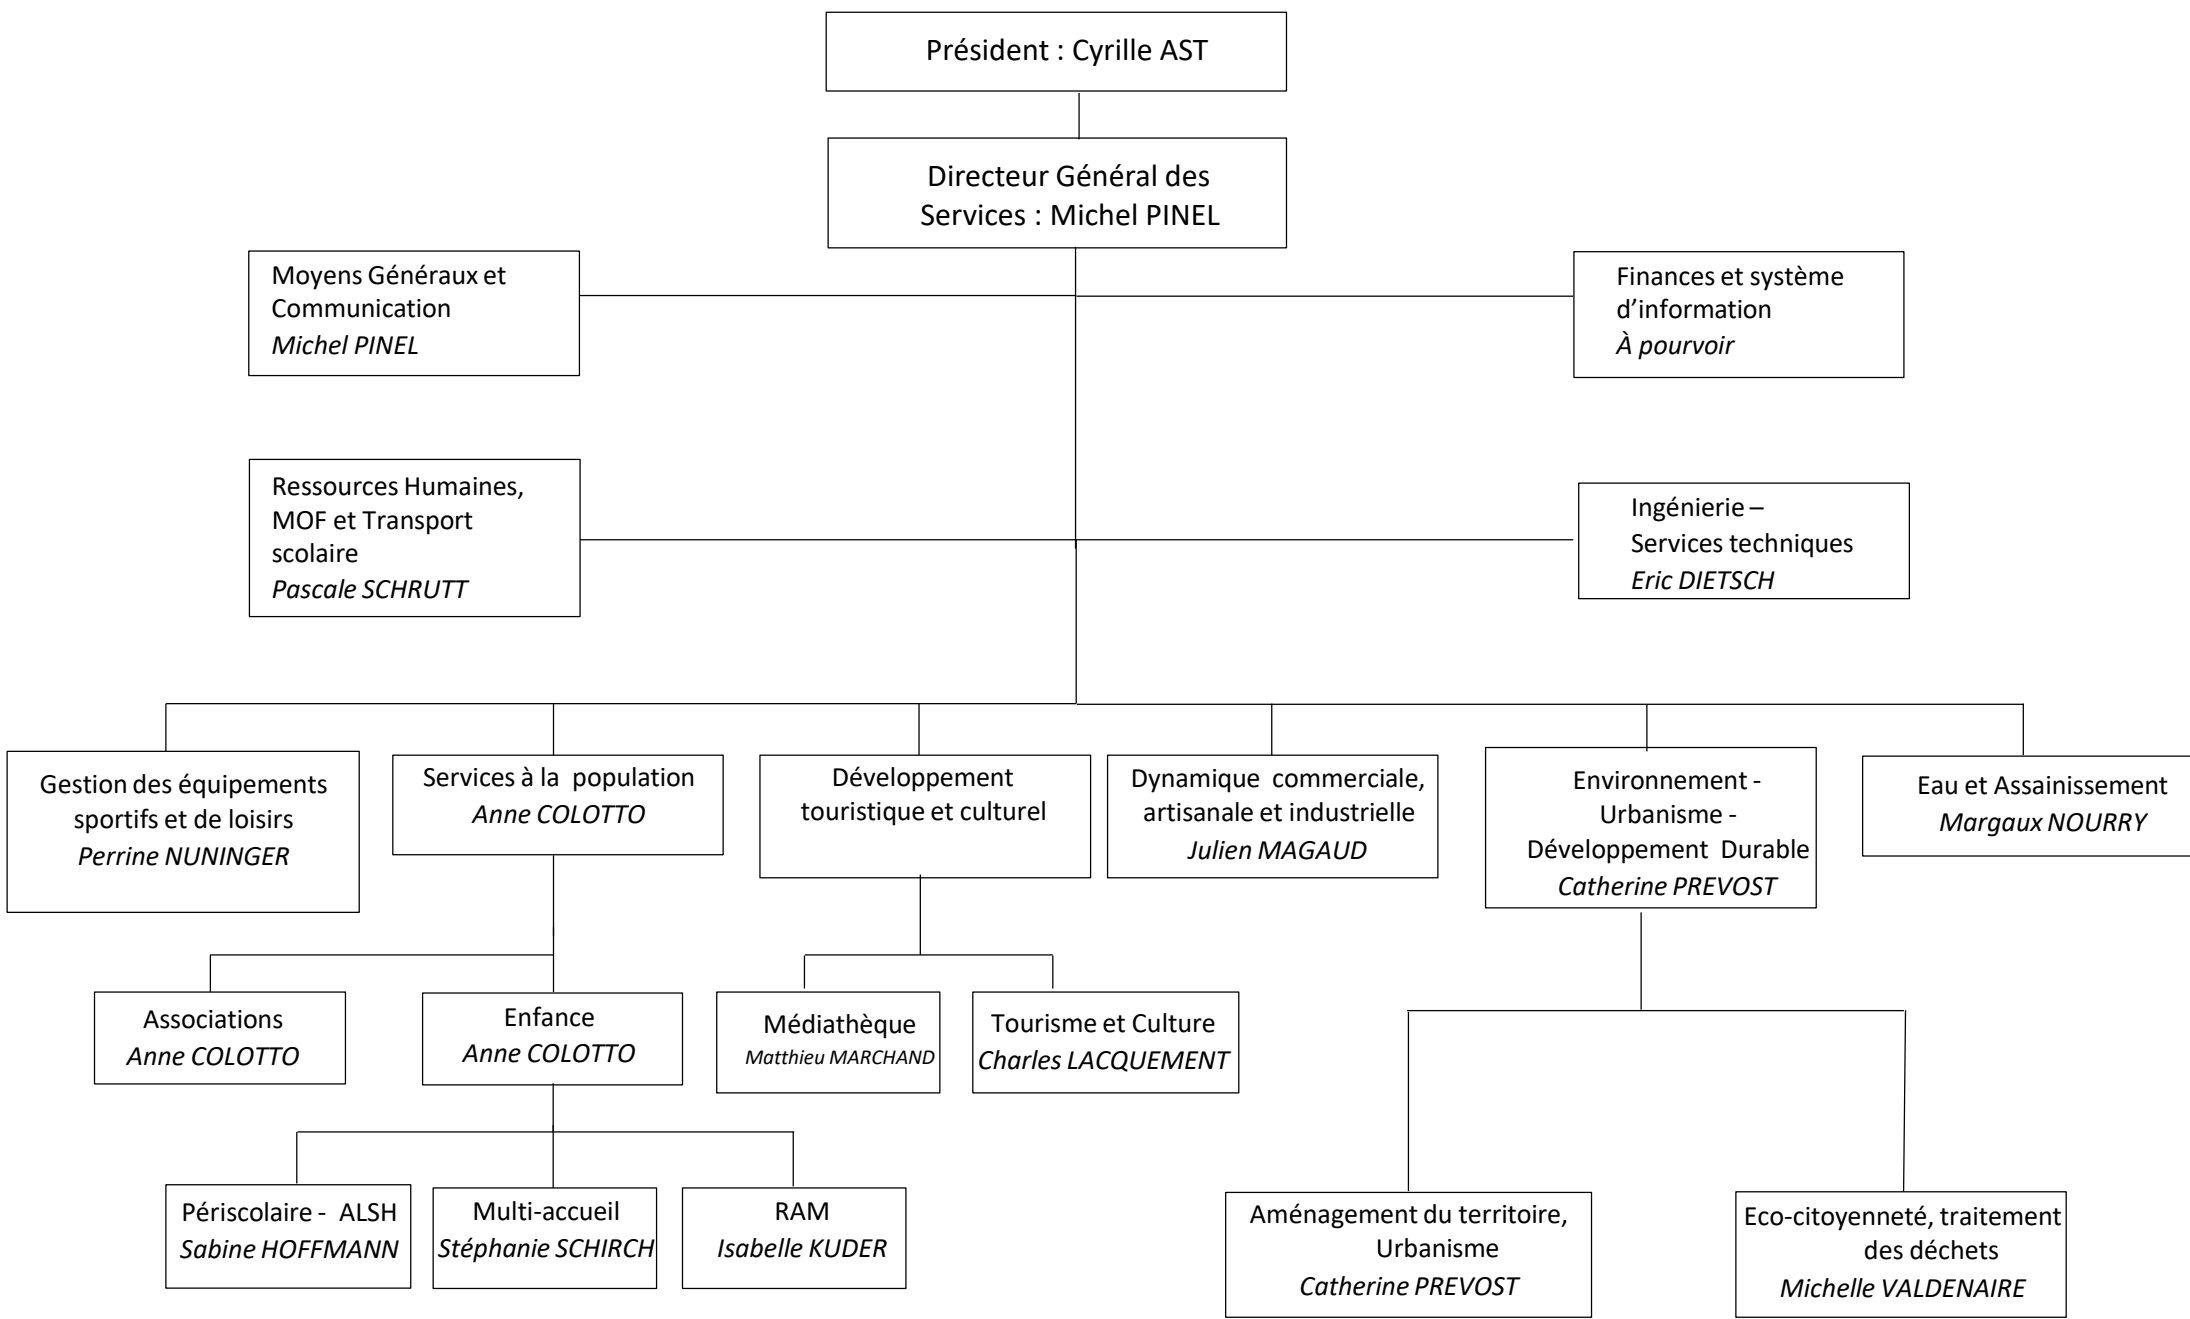 Président : Cyrille AST
Directeur Général des
Services : Michel PINEL
Moyens Généraux et
Communication
Michel PINEL
Finances et système
d’information
À pourvoir
Ressources Humaines,
MOF et Transport
scolaire
Pascale SCHRUTT
Ingénierie –
Services techniques
Eric DIETSCH
Gestion des équipements
sportifs et de loisirs
Perrine NUNINGER
Services à la population
Anne COLOTTO
Développement
touristique et culturel
Dynamique commerciale,
artisanale et industrielle
Julien MAGAUD
Environnement -
Urbanisme -
Développement Durable
Catherine PREVOST
Eau et Assainissement
Margaux NOURRY
Associations
Anne COLOTTO
Enfance
Anne COLOTTO
Médiathèque
Matthieu MARCHAND
Tourisme et Culture
Charles LACQUEMENT
Périscolaire - ALSH
Sabine HOFFMANN
Multi-accueil
Stéphanie SCHIRCH
RAM
Isabelle KUDER
Aménagement du territoire,
Urbanisme
Catherine PREVOST
Eco-citoyenneté, traitement
des déchets
Michelle VALDENAIRE